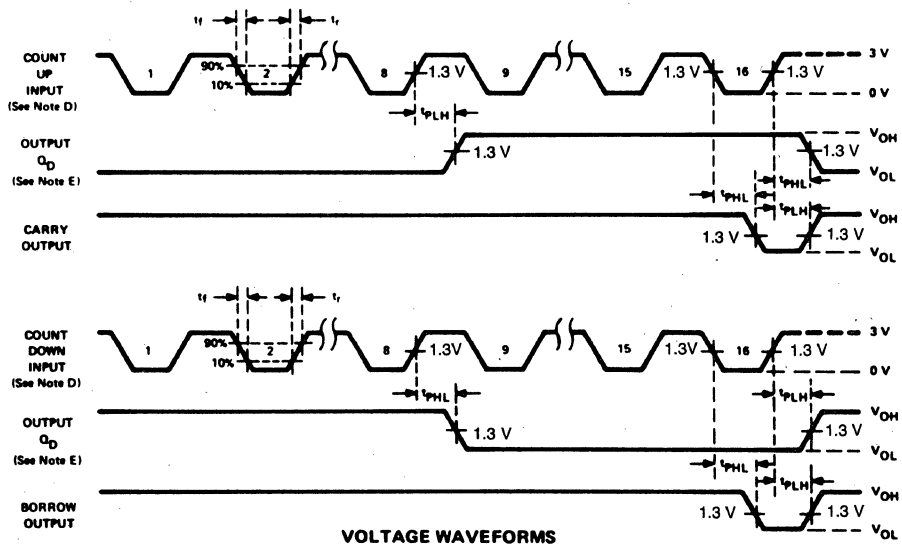 tf tr
COUNT UP INPUT (See Note D)
90%
10%
1 2 8 9 15 16
1.3 V 1.3 V 1.3 V
3 V
0 V
tPLH
OUTPUT QD (See Note E)
1.3 V 1.3 V
VOH
VOL
tPHL tPHL
tPLH
CARRY OUTPUT
1.3 V 1.3 V
VOH
VOL
tf tr
COUNT DOWN INPUT (See Note D)
90%
10%
1 2 8 9 15 16
1.3V 1.3V 1.3 V
3 V
0 V
tPHL tPLH
OUTPUT QD (See Note E)
1.3 V 1.3 V
VOH
VOL
tPHL tPLH
BORROW OUTPUT
1.3 V 1.3 V
VOH
VOL
VOLTAGE WAVEFORMS